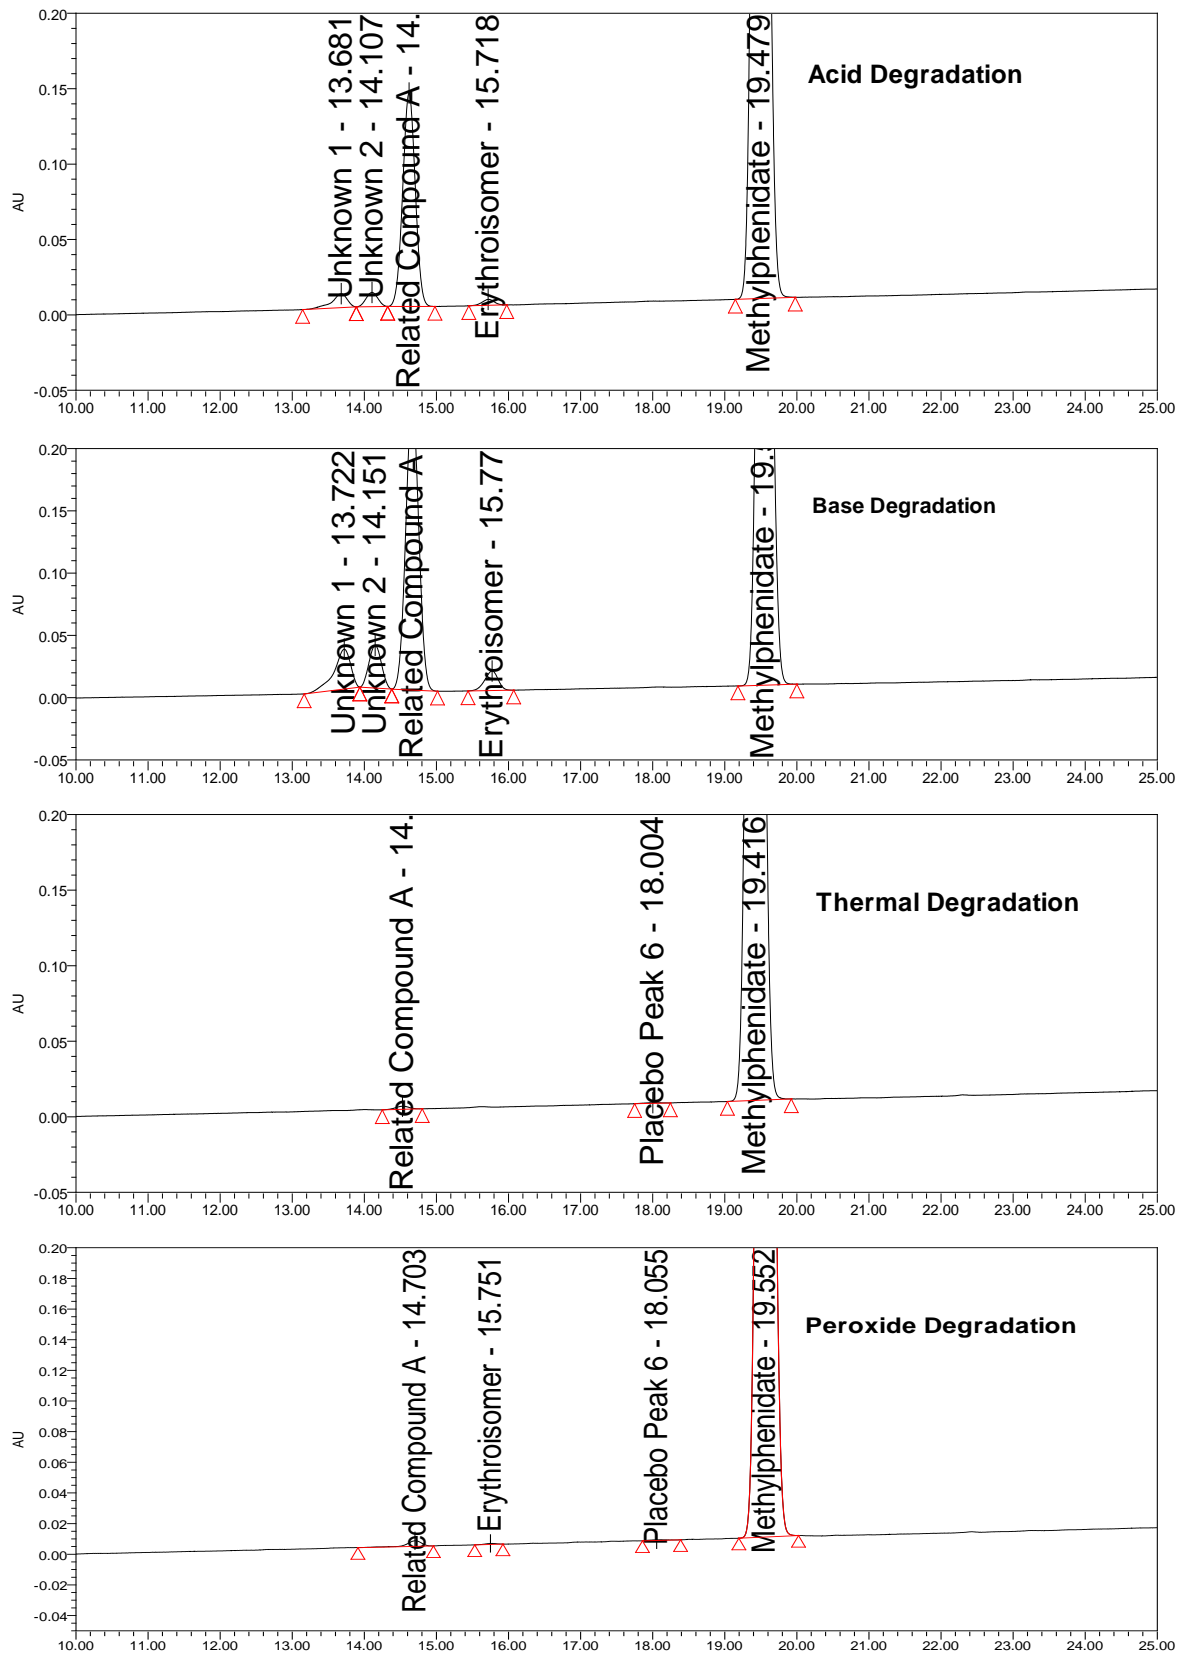 0.20
0.15
0.10
0.05
0.00
-0.05
AU
Unknown 1 - 13.681
Unknown 2 - 14.107
Related Compound A - 14.
Erythroisomer - 15.718
Methylphenidate - 19.479
Acid Degradation
10.00 11.00 12.00 13.00 14.00 15.00 16.00 17.00 18.00 19.00 20.00 21.00 22.00 23.00 24.00 25.00
0.20
0.15
0.10
0.05
0.00
-0.05
AU
Unknown 1 - 13.722
Unknown 2 - 14.151
Related Compound A
Erythroisomer - 15.77
Methylphenidate - 19.
Base Degradation
10.00 11.00 12.00 13.00 14.00 15.00 16.00 17.00 18.00 19.00 20.00 21.00 22.00 23.00 24.00 25.00
0.20
0.15
0.10
0.05
0.00
-0.05
AU
Related Compound A - 14.
Placebo Peak 6 - 18.004
Methylphenidate - 19.416
Thermal Degradation
10.00 11.00 12.00 13.00 14.00 15.00 16.00 17.00 18.00 19.00 20.00 21.00 22.00 23.00 24.00 25.00
0.20
0.18
0.16
0.14
0.12
0.10
0.08
0.06
0.04
0.02
0.00
-0.02
-0.04
AU
Related Compound A - 14.703
Erythroisomer - 15.751
Placebo Peak 6 - 18.055
Methylphenidate - 19.552
Peroxide Degradation
10.00 11.00 12.00 13.00 14.00 15.00 16.00 17.00 18.00 19.00 20.00 21.00 22.00 23.00 24.00 25.00